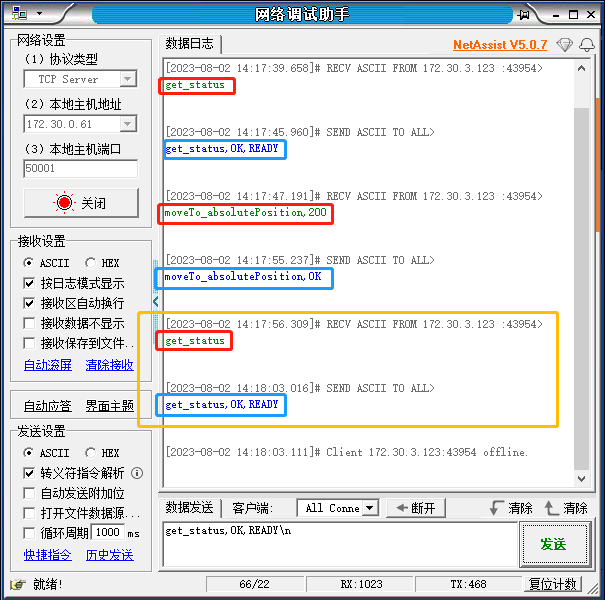 网络调试助手
网络设置
(1) 协议类型
TCP Server
(2) 本地主机地址
172.30.0.61
(3) 本地主机端口
50001
关闭
接收设置
ASCII HEX
按日志模式显示
接收区自动换行
接收数据不显示
接收保存到文件..
自动滚屏 清除接收
自动应答 界面主题
发送设置
ASCII HEX
转义符指令解析
自动发送附加位
打开文件数据源...
循环周期 1000 ms
快捷指令 历史发送
数据日志
NetAssist V5.0.7
[2023-08-02 14:17:39.658]# RECV ASCII FROM 172.30.3.123 :43954>
get_status
[2023-08-02 14:17:45.960]# SEND ASCII TO ALL>
get_status,OK,READY
[2023-08-02 14:17:47.191]# RECV ASCII FROM 172.30.3.123 :43954>
moveTo_absolutePosition,200
[2023-08-02 14:17:55.237]# SEND ASCII TO ALL>
moveTo_absolutePosition,OK
[2023-08-02 14:17:56.309]# RECV ASCII FROM 172.30.3.123 :43954>
get_status
[2023-08-02 14:18:03.016]# SEND ASCII TO ALL>
get_status,OK,READY
[2023-08-02 14:18:03.111]# Client 172.30.3.123:43954 offline.
数据发送 客户端: All Conne 断开 清除 清除
get_status,OK,READY\n
发送
就绪! 66/22 RX:1023 TX:468 复位计数